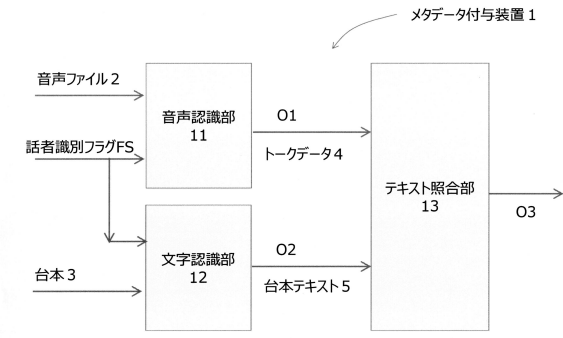 メタデータ付与装置1
音声ファイル2
音声認識部
11
O1
トークデータ4
話者識別フラグFS
テキスト照合部
13
O3
文字認識部
12
O2
台本テキスト5
台本3